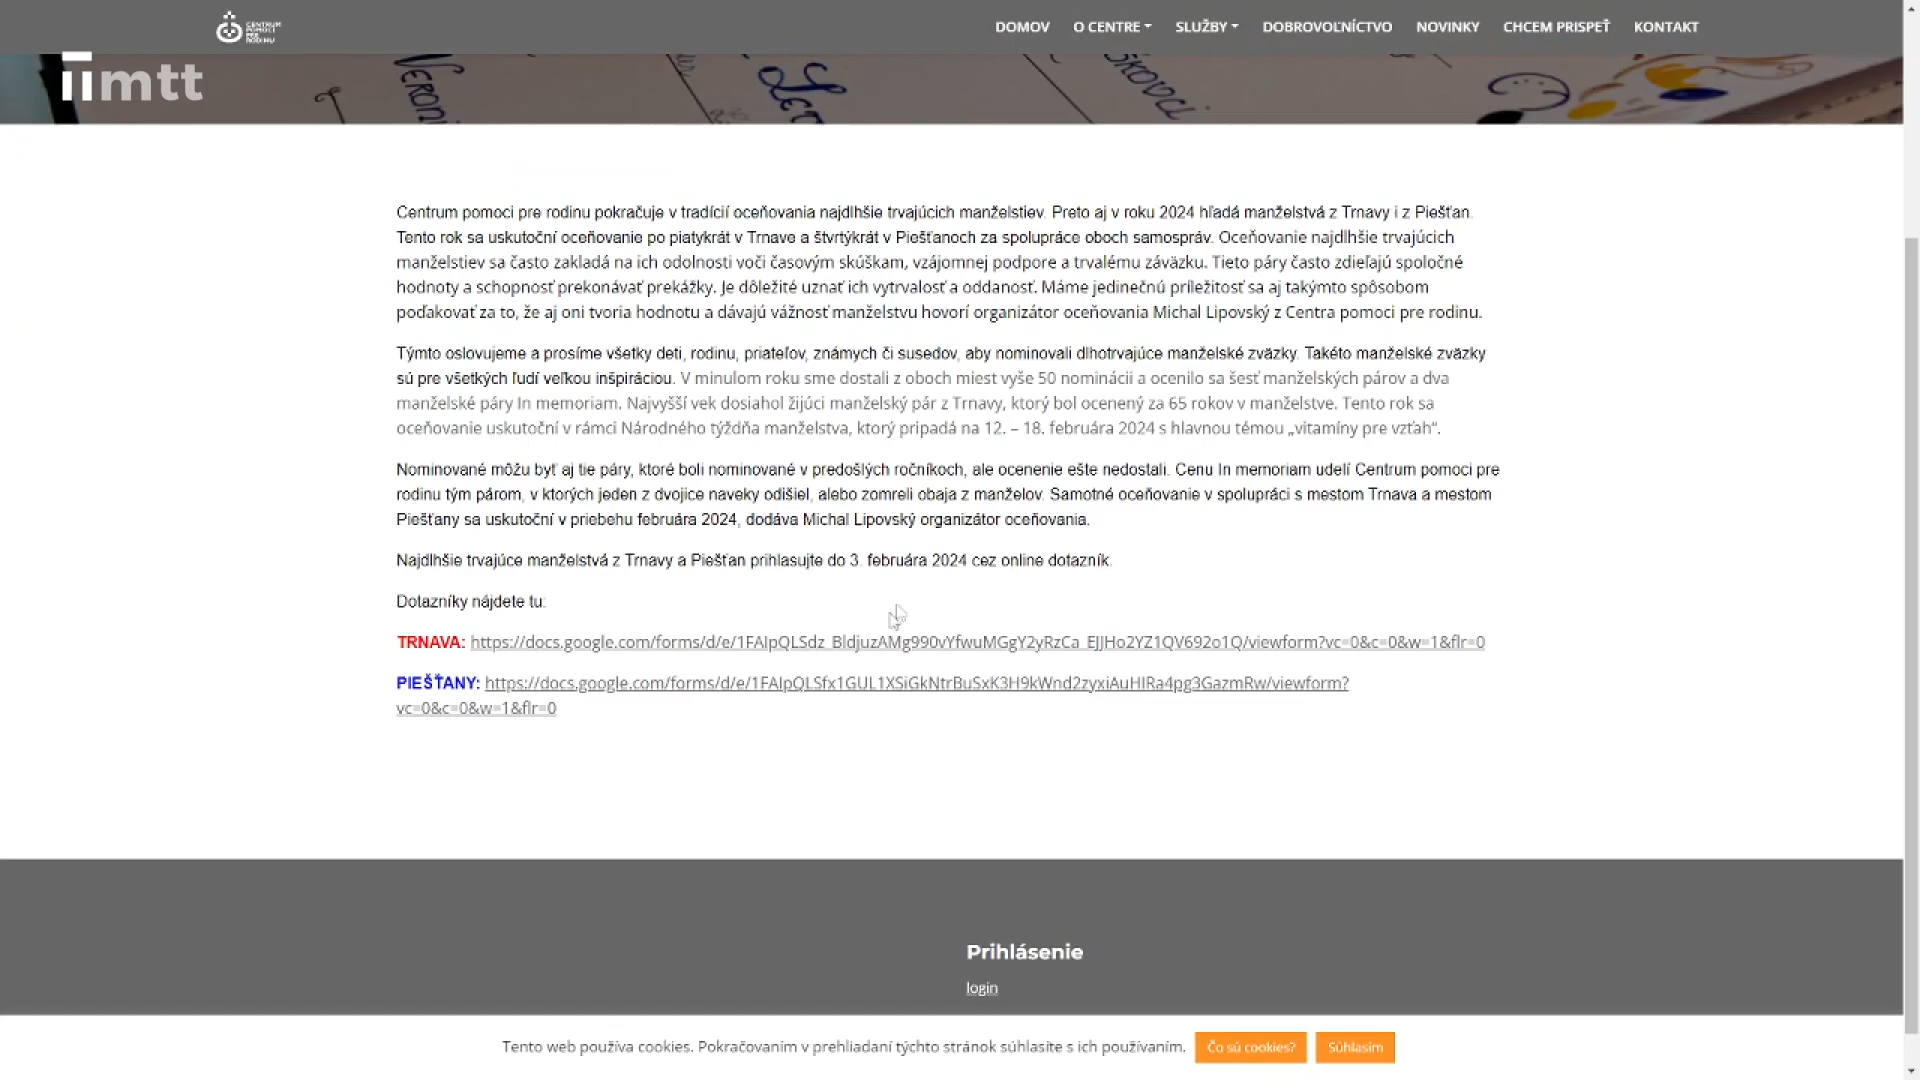 CENTRUM
POMOCI
PRE
RODINU
DOMOV O CENTRE SLUŽBY DOBROVOĽNÍCTVO NOVINKY CHCEM PRISPEŤ KONTAKT
mtt
Centrum pomoci pre rodinu pokračuje v tradícií oceňovania najdlhšie trvajúcich manželstiev. Preto aj v roku 2024 hľadá manželstvá z Trnavy i z Piešťan.
Tento rok sa uskutoční oceňovanie po piatykrát v Trnave a štvrtýkrát v Piešťanoch za spolupráce oboch samospráv. Oceňovanie najdlhšie trvajúcich
manželstiev sa často zakladá na ich odolnosti voči časovým skúškam, vzájomnej podpore a trvalému záväzku. Tieto páry často zdieľajú spoločné
hodnoty a schopnosť prekonávať prekážky. Je dôležité uznať ich vytrvalosť a oddanosť. Máme jedinečnú príležitosť sa aj takýmto spôsobom
poďakovať za to, že aj oni tvoria hodnotu a dávajú vážnosť manželstvu hovorí organizátor oceňovania Michal Lipovský z Centra pomoci pre rodinu.
Týmto oslovujeme a prosíme všetky deti, rodinu, priateľov, známych či susedov, aby nominovali dlhotrvajúce manželské zväzky. Takéto manželské zväzky
sú pre všetkých ľudí veľkou inšpiráciou. V minulom roku sme dostali z oboch miest vyše 50 nominácii a ocenilo sa šesť manželských párov a dva
manželské páry In memoriam. Najvyšší vek dosiahol žijúci manželský pár z Trnavy, ktorý bol ocenený za 65 rokov v manželstve. Tento rok sa
oceňovanie uskutoční v rámci Národného týždňa manželstva, ktorý pripadá na 12. – 18. februára 2024 s hlavnou témou „vitamíny pre vzťah“.
Nominované môžu byť aj tie páry, ktoré boli nominované v predošlých ročníkoch, ale ocenenie ešte nedostali. Cenu In memoriam udelí Centrum pomoci pre
rodinu tým párom, v ktorých jeden z dvojice naveky odišiel, alebo zomreli obaja z manželov. Samotné oceňovanie v spolupráci s mestom Trnava a mestom
Piešťany sa uskutoční v priebehu februára 2024, dodáva Michal Lipovský organizátor oceňovania.
Najdlhšie trvajúce manželstvá z Trnavy a Piešťan prihlasujte do 3. februára 2024 cez online dotazník.
Dotazníky nájdete tu:
TRNAVA: https://docs.google.com/forms/d/e/1FAIpQLSdz_BldjuzAMg990vYfwuMGgY2yRzCa_EJJHo2YZ1QV692o1Q/viewform?vc=0&c=0&w=1&flr=0
PIEŠŤANY: https://docs.google.com/forms/d/e/1FAIpQLSfx1GUL1XSiGkNtrBuSxK3H9kWnd2zyxiAuHIRa4pg3GazmRw/viewform?
vc=0&c=0&w=1&flr=0
Prihlásenie
login
Tento web používa cookies. Pokračovaním v prehliadaní týchto stránok súhlasíte s ich používaním. Čo sú cookies? Súhlasím